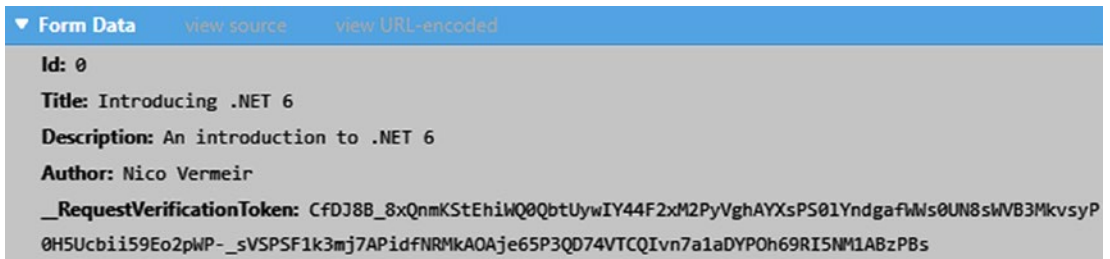 ▼ Form Data view source view URL-encoded
Id: 0
Title: Introducing .NET 6
Description: An introduction to .NET 6
Author: Nico Vermeir
__RequestVerificationToken: CfDJ8B_8xQnmKStEhiWQ0QbtUywIY44F2xM2PyVghAYXsPS0lYndgafWWs0UN8sWVB3MkvsyP
0H5Ucbii59Eo2pWP-_sVSPSF1k3mj7APidfNRMkAOAje65P3QD74VTCQIvn7a1aDYPOh69RI5NM1ABzPBs